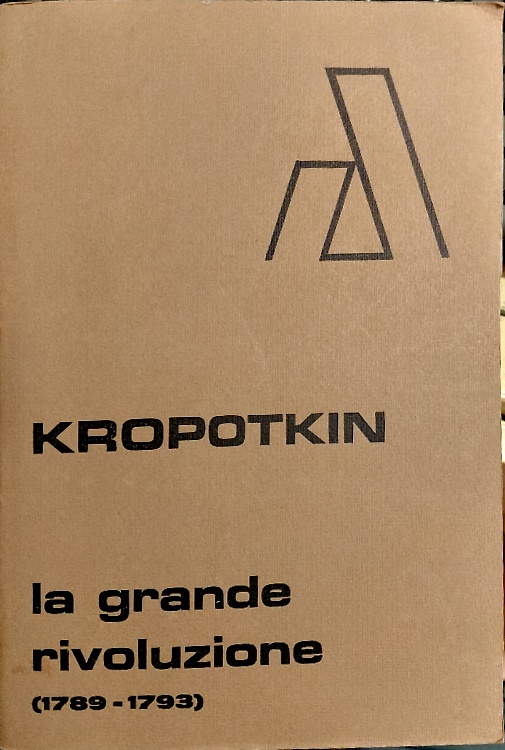 KROPOTKIN
la grande
rivoluzione
(1789-1793)